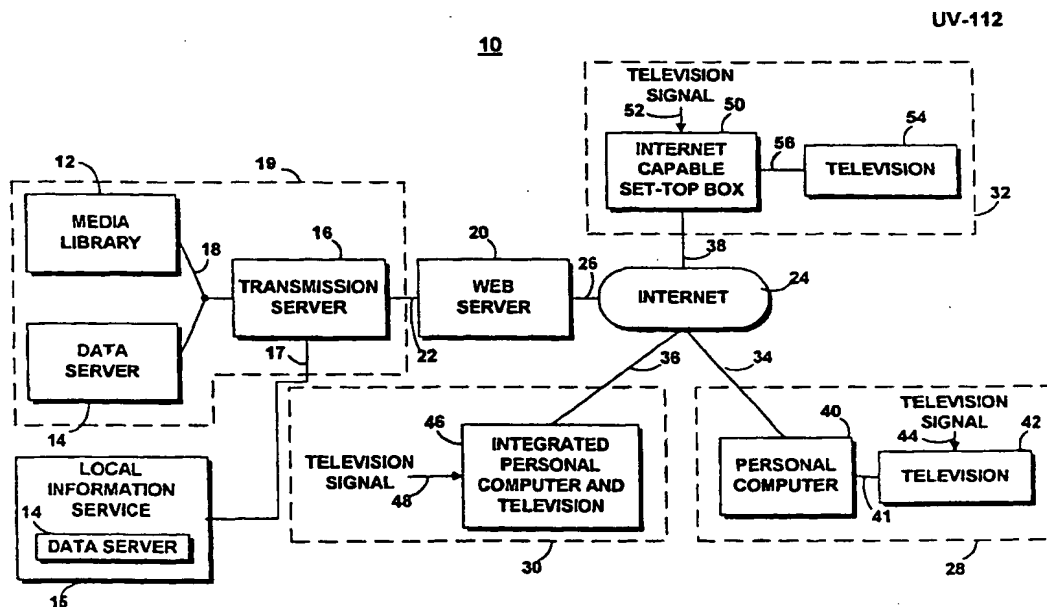 UV-112
10
TELEVISION
SIGNAL
52
50
54
INTERNET
CAPABLE
SET-TOP BOX
56
TELEVISION
32
38
12
19
MEDIA
LIBRARY
18
16
TRANSMISSION
SERVER
20
WEB
SERVER
26
INTERNET
24
22
17
DATA
SERVER
14
36
34
LOCAL
INFORMATION
SERVICE
14
DATA SERVER
15
46
TELEVISION
SIGNAL
48
INTEGRATED
PERSONAL
COMPUTER AND
TELEVISION
30
40
TELEVISION
SIGNAL
44
42
PERSONAL
COMPUTER
41
TELEVISION
28